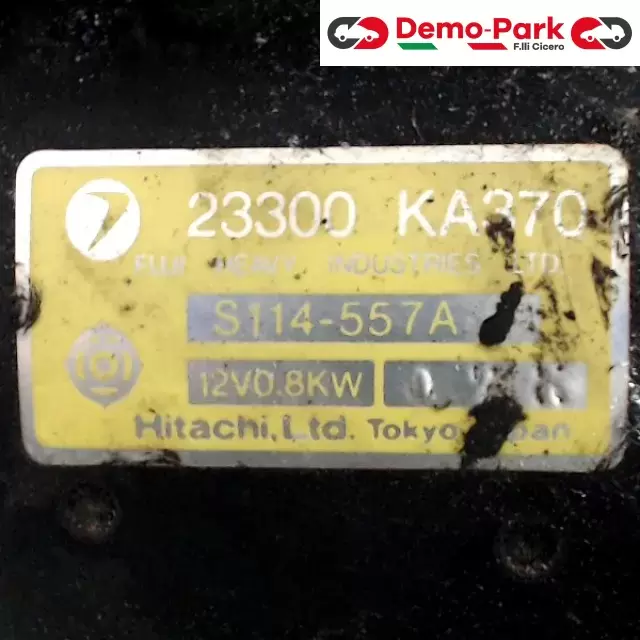 Demo-Park
F.lli Cicero
23300 KA370
FUJI HEAVY INDUSTRIES LTD.
S114-557A
12V0.8KW
Hitachi, Ltd. Tokyo Japan